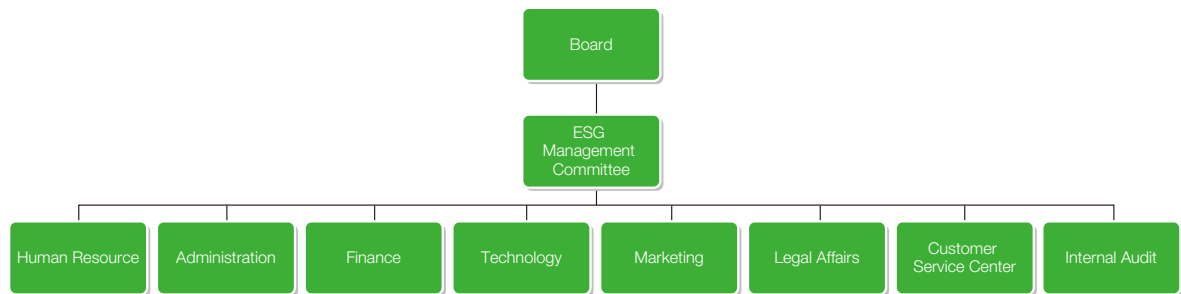 Board
ESG
Management
Committee
Human Resource
Administration
Finance
Technology
Marketing
Legal Affairs
Customer
Service Center
Internal Audit